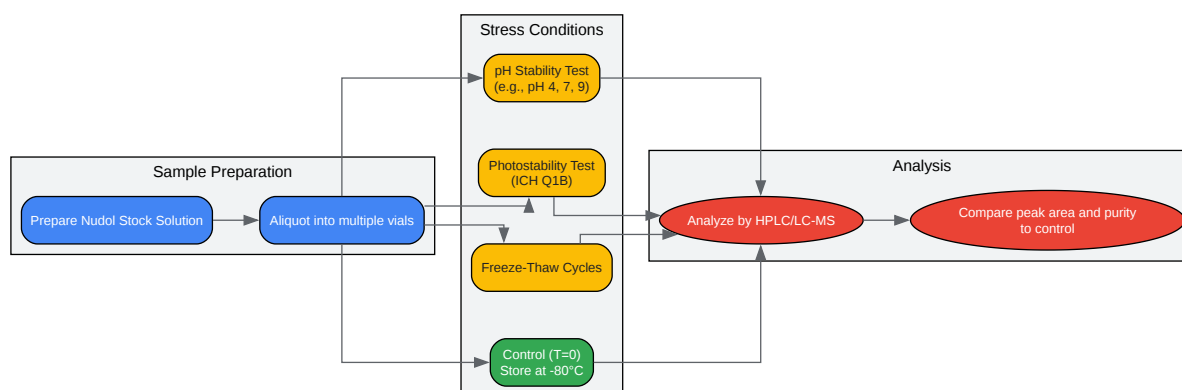 Stress Conditions
pH Stability Test
(e.g., pH 4, 7, 9)
Sample Preparation
Photostability Test
(ICH Q1B)
Analysis
Prepare Nudol Stock Solution
Aliquot into multiple vials
Analyze by HPLC/LC-MS
Compare peak area and purity
to control
Freeze-Thaw Cycles
Control (T=0)
Store at -80°C